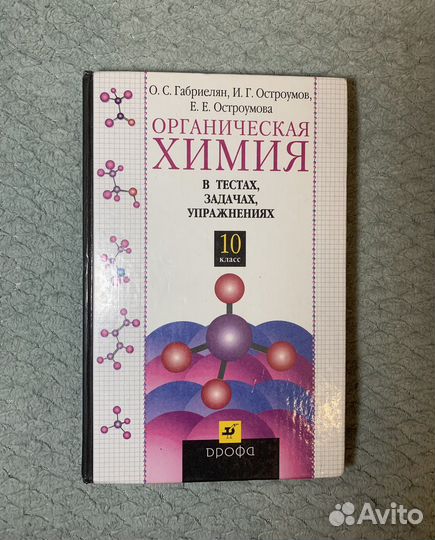 О. С. Габриелян, И. Г. Остроумов,
Е. Е. Остроумова
ОРГАНИЧЕСКАЯ
ХИМИЯ
В ТЕСТАХ,
ЗАДАЧАХ,
УПРАЖНЕНИЯХ
10
класс
дрофа
Avito